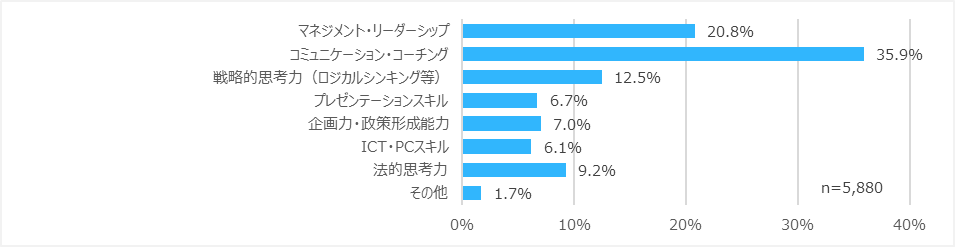 マネジメント・リーダーシップ 20.8%
コミュニケーション・コーチング 35.9%
戦略的思考力（ロジカルシンキング等） 12.5%
プレゼンテーションスキル 6.7%
企画力・政策形成能力 7.0%
ICT・PCスキル 6.1%
法的思考力 9.2%
その他 1.7%
n=5,880
0% 10% 20% 30% 40%